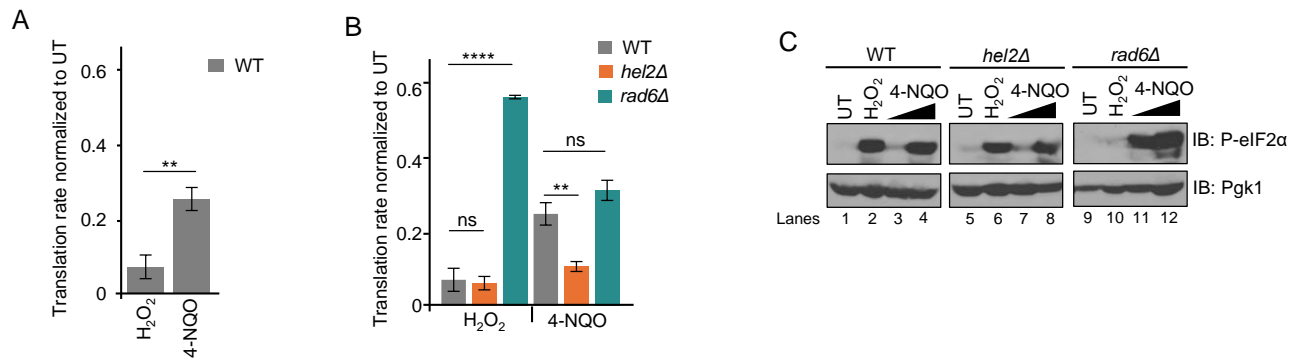 A
Translation rate normalized to UT
0.6
0.4
0.2
0
**
WT
H₂O₂
4-NQO
B
Translation rate normalized to UT
0.6
0.4
0.2
0
****
ns
ns
**
WT
hel2Δ
rad6Δ
H₂O₂
4-NQO
C
WT
hel2Δ
rad6Δ
UT
H₂O₂
4-NQO
UT
H₂O₂
4-NQO
UT
H₂O₂
4-NQO
IB: P-eIF2α
IB: Pgk1
Lanes 1 2 3 4 5 6 7 8 9 10 11 12